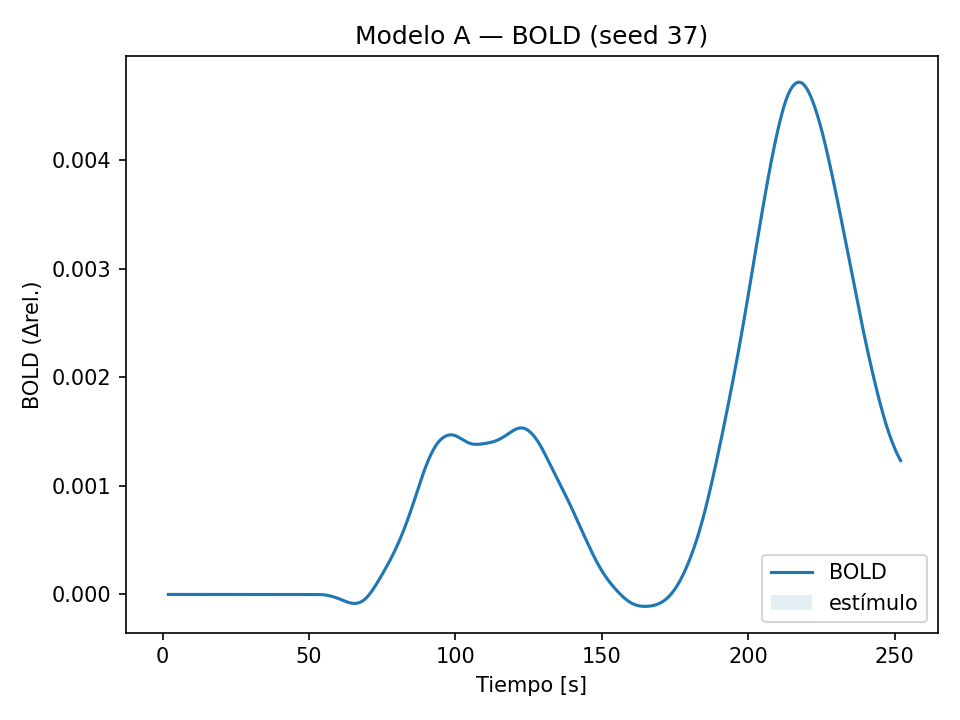 Modelo A — BOLD (seed 37)
BOLD (Δrel.)
0.004
0.003
0.002
0.001
0.000
0 50 100 150 200 250
Tiempo [s]
BOLD
estímulo